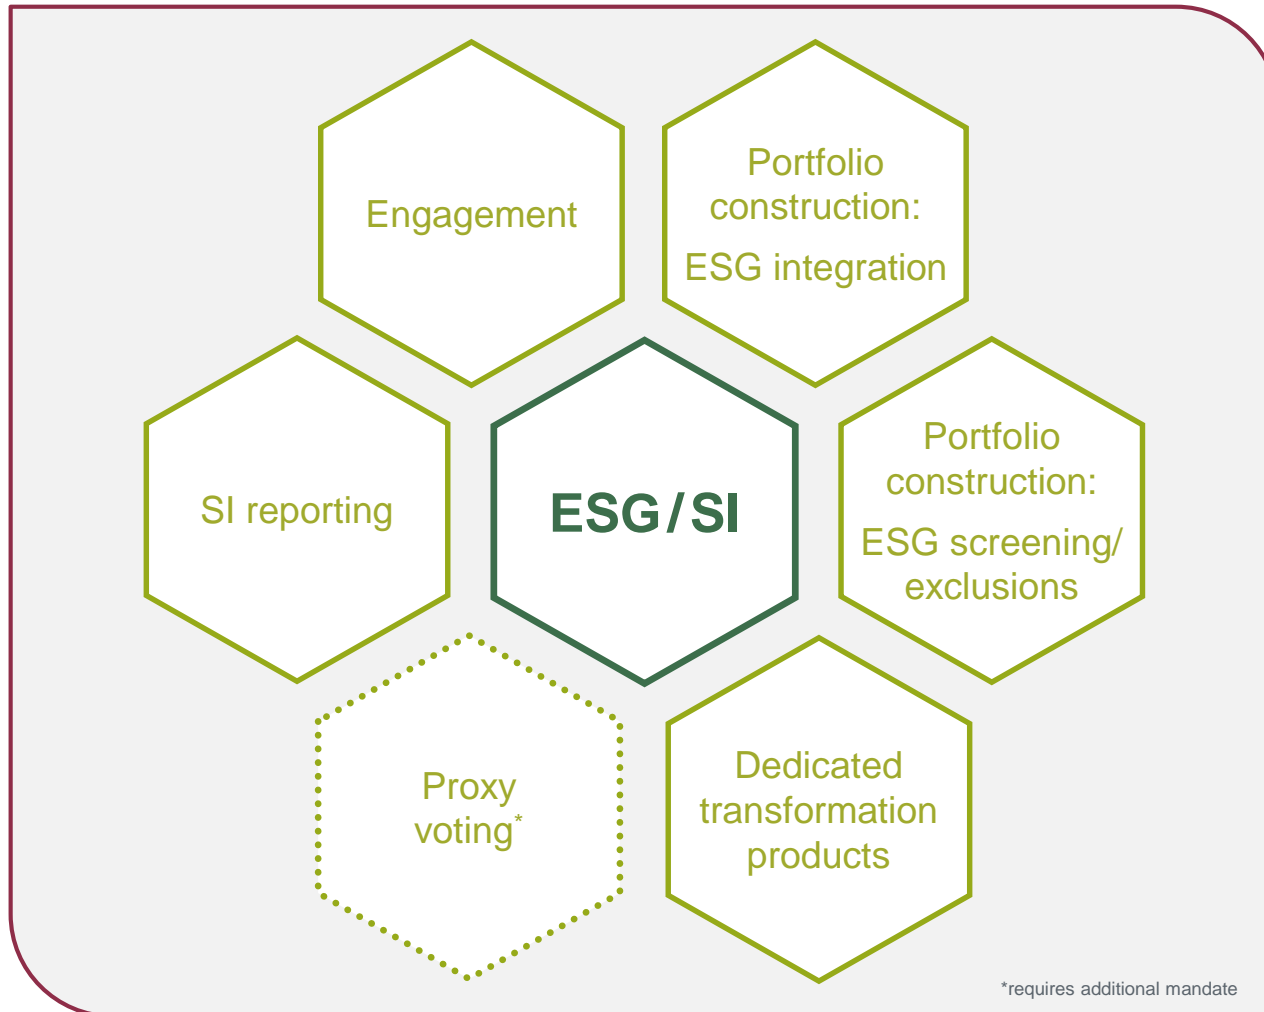 Engagement
Portfolio
construction:
ESG integration
SI reporting
ESG/SI
Portfolio
construction:
ESG screening/
exclusions
Proxy
voting*
Dedicated
transformation
products
*requires additional mandate